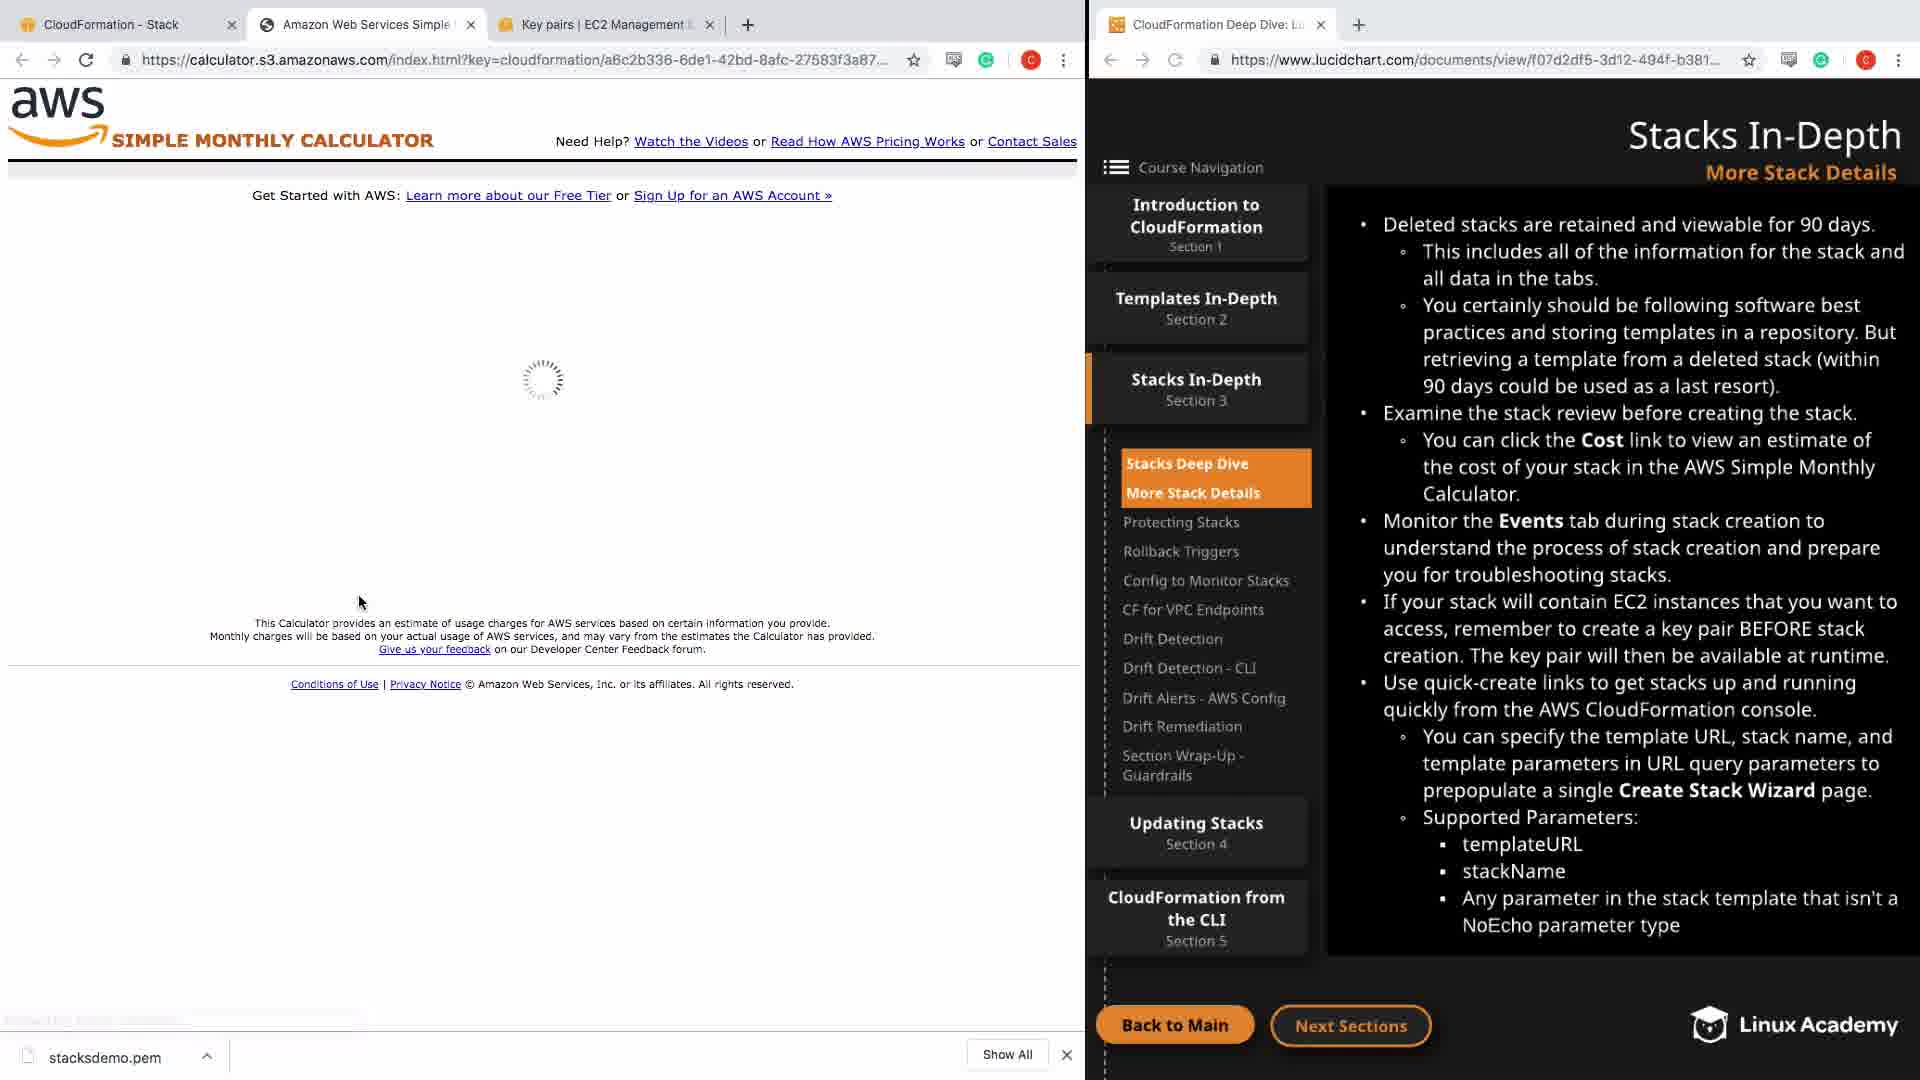 CloudFormation - Stack
Amazon Web Services Simple
Key pairs | EC2 Management
https://calculator.s3.amazonaws.com/index.html?key=cloudformation/a6c2b336-6de1-42bd-8afc-27583f3a87...
C
aws
SIMPLE MONTHLY CALCULATOR
Need Help? Watch the Videos or Read How AWS Pricing Works or Contact Sales
Get Started with AWS: Learn more about our Free Tier or Sign Up for an AWS Account »
This Calculator provides an estimate of usage charges for AWS services based on certain information you provide.
Monthly charges will be based on your actual usage of AWS services, and may vary from the estimates the Calculator has provided.
Give us your feedback on our Developer Center Feedback forum.
Conditions of Use | Privacy Notice © Amazon Web Services, Inc. or its affiliates. All rights reserved.
stacksdemo.pem
Show All
CloudFormation Deep Dive: Lu
https://www.lucidchart.com/documents/view/f07d2df5-3d12-494f-b381...
C
Stacks In-Depth
More Stack Details
Course Navigation
Introduction to
CloudFormation
Section 1
Templates In-Depth
Section 2
Stacks In-Depth
Section 3
Stacks Deep Dive
More Stack Details
Protecting Stacks
Rollback Triggers
Config to Monitor Stacks
CF for VPC Endpoints
Drift Detection
Drift Detection - CLI
Drift Alerts - AWS Config
Drift Remediation
Section Wrap-Up -
Guardrails
Updating Stacks
Section 4
CloudFormation from
the CLI
Section 5
• Deleted stacks are retained and viewable for 90 days.
◦ This includes all of the information for the stack and
all data in the tabs.
◦ You certainly should be following software best
practices and storing templates in a repository. But
retrieving a template from a deleted stack (within
90 days could be used as a last resort).
• Examine the stack review before creating the stack.
◦ You can click the Cost link to view an estimate of
the cost of your stack in the AWS Simple Monthly
Calculator.
• Monitor the Events tab during stack creation to
understand the process of stack creation and prepare
you for troubleshooting stacks.
• If your stack will contain EC2 instances that you want to
access, remember to create a key pair BEFORE stack
creation. The key pair will then be available at runtime.
• Use quick-create links to get stacks up and running
quickly from the AWS CloudFormation console.
◦ You can specify the template URL, stack name, and
template parameters in URL query parameters to
prepopulate a single Create Stack Wizard page.
◦ Supported Parameters:
▪ templateURL
▪ stackName
▪ Any parameter in the stack template that isn't a
NoEcho parameter type
Back to Main
Next Sections
Linux Academy